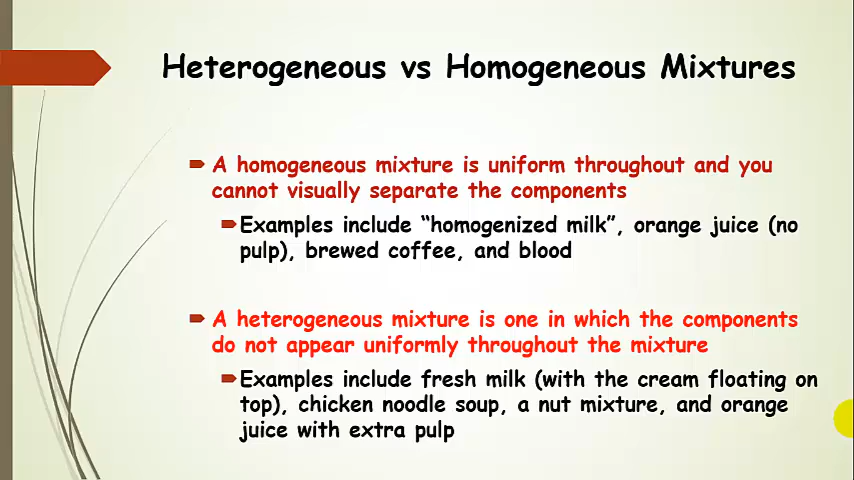 Heterogeneous vs Homogeneous Mixtures
A homogeneous mixture is uniform throughout and you
cannot visually separate the components
Examples include “homogenized milk”, orange juice (no
pulp), brewed coffee, and blood
A heterogeneous mixture is one in which the components
do not appear uniformly throughout the mixture
Examples include fresh milk (with the cream floating on
top), chicken noodle soup, a nut mixture, and orange
juice with extra pulp